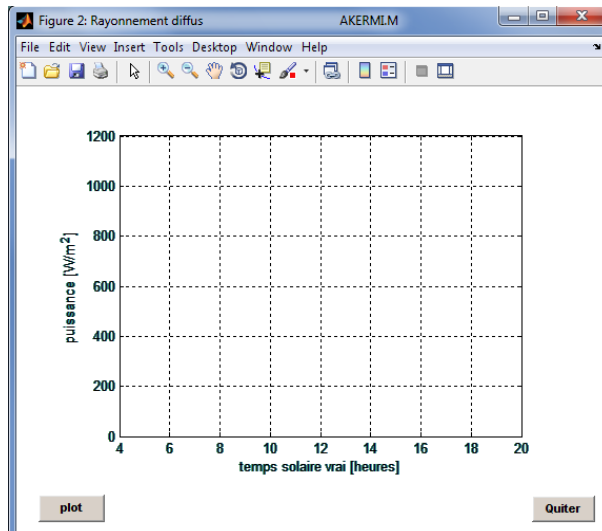 Figure 2: Rayonnement diffus AKERMI.M
File Edit View Insert Tools Desktop Window Help
1200
1000
800
600
400
200
0
puissance [W/m²]
4 6 8 10 12 14 16 18 20
temps solaire vrai [heures]
plot Quiter